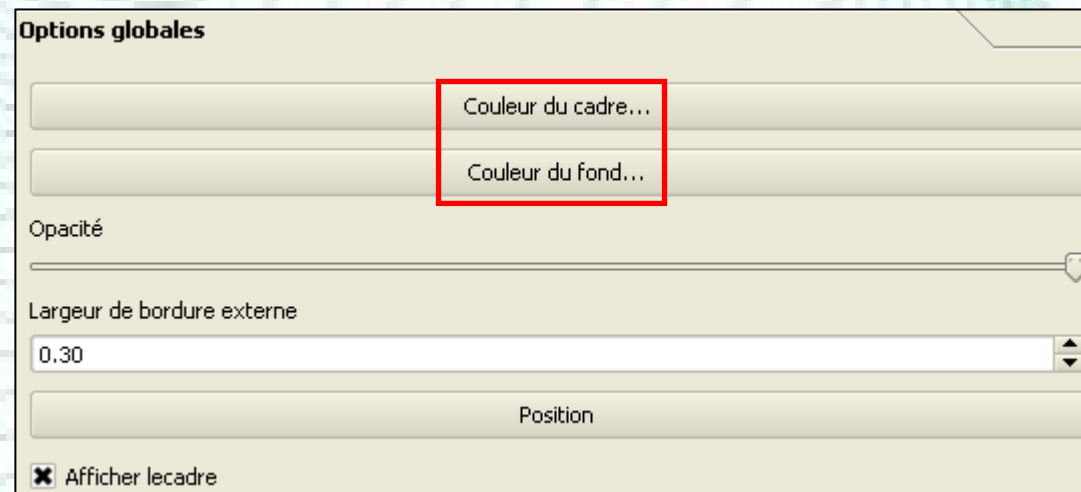 Options globales
Couleur du cadre...
Couleur du fond...
Opacité
Largeur de bordure externe
0.30
Position
Afficher lecadre